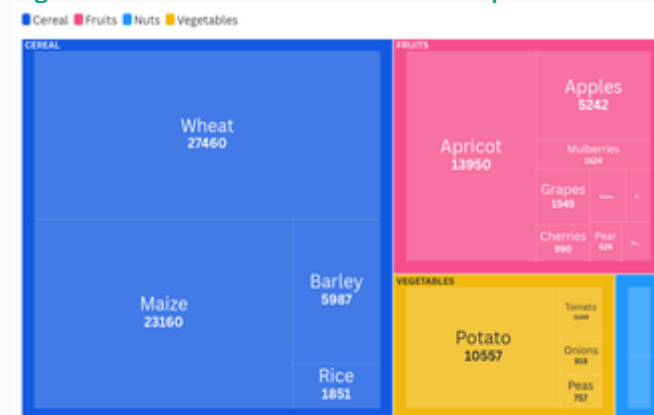 Cereal Fruits Nuts Vegetables
CEREAL
Wheat
27460
Maize
23160
Barley
5987
Rice
1851
FRUITS
Apricot
13950
Apples
5242
Mulberries
1624
Grapes
1545
Cherries
990
Pear
624
VEGETABLES
Potato
10557
Tomato
Onions
Peas
757